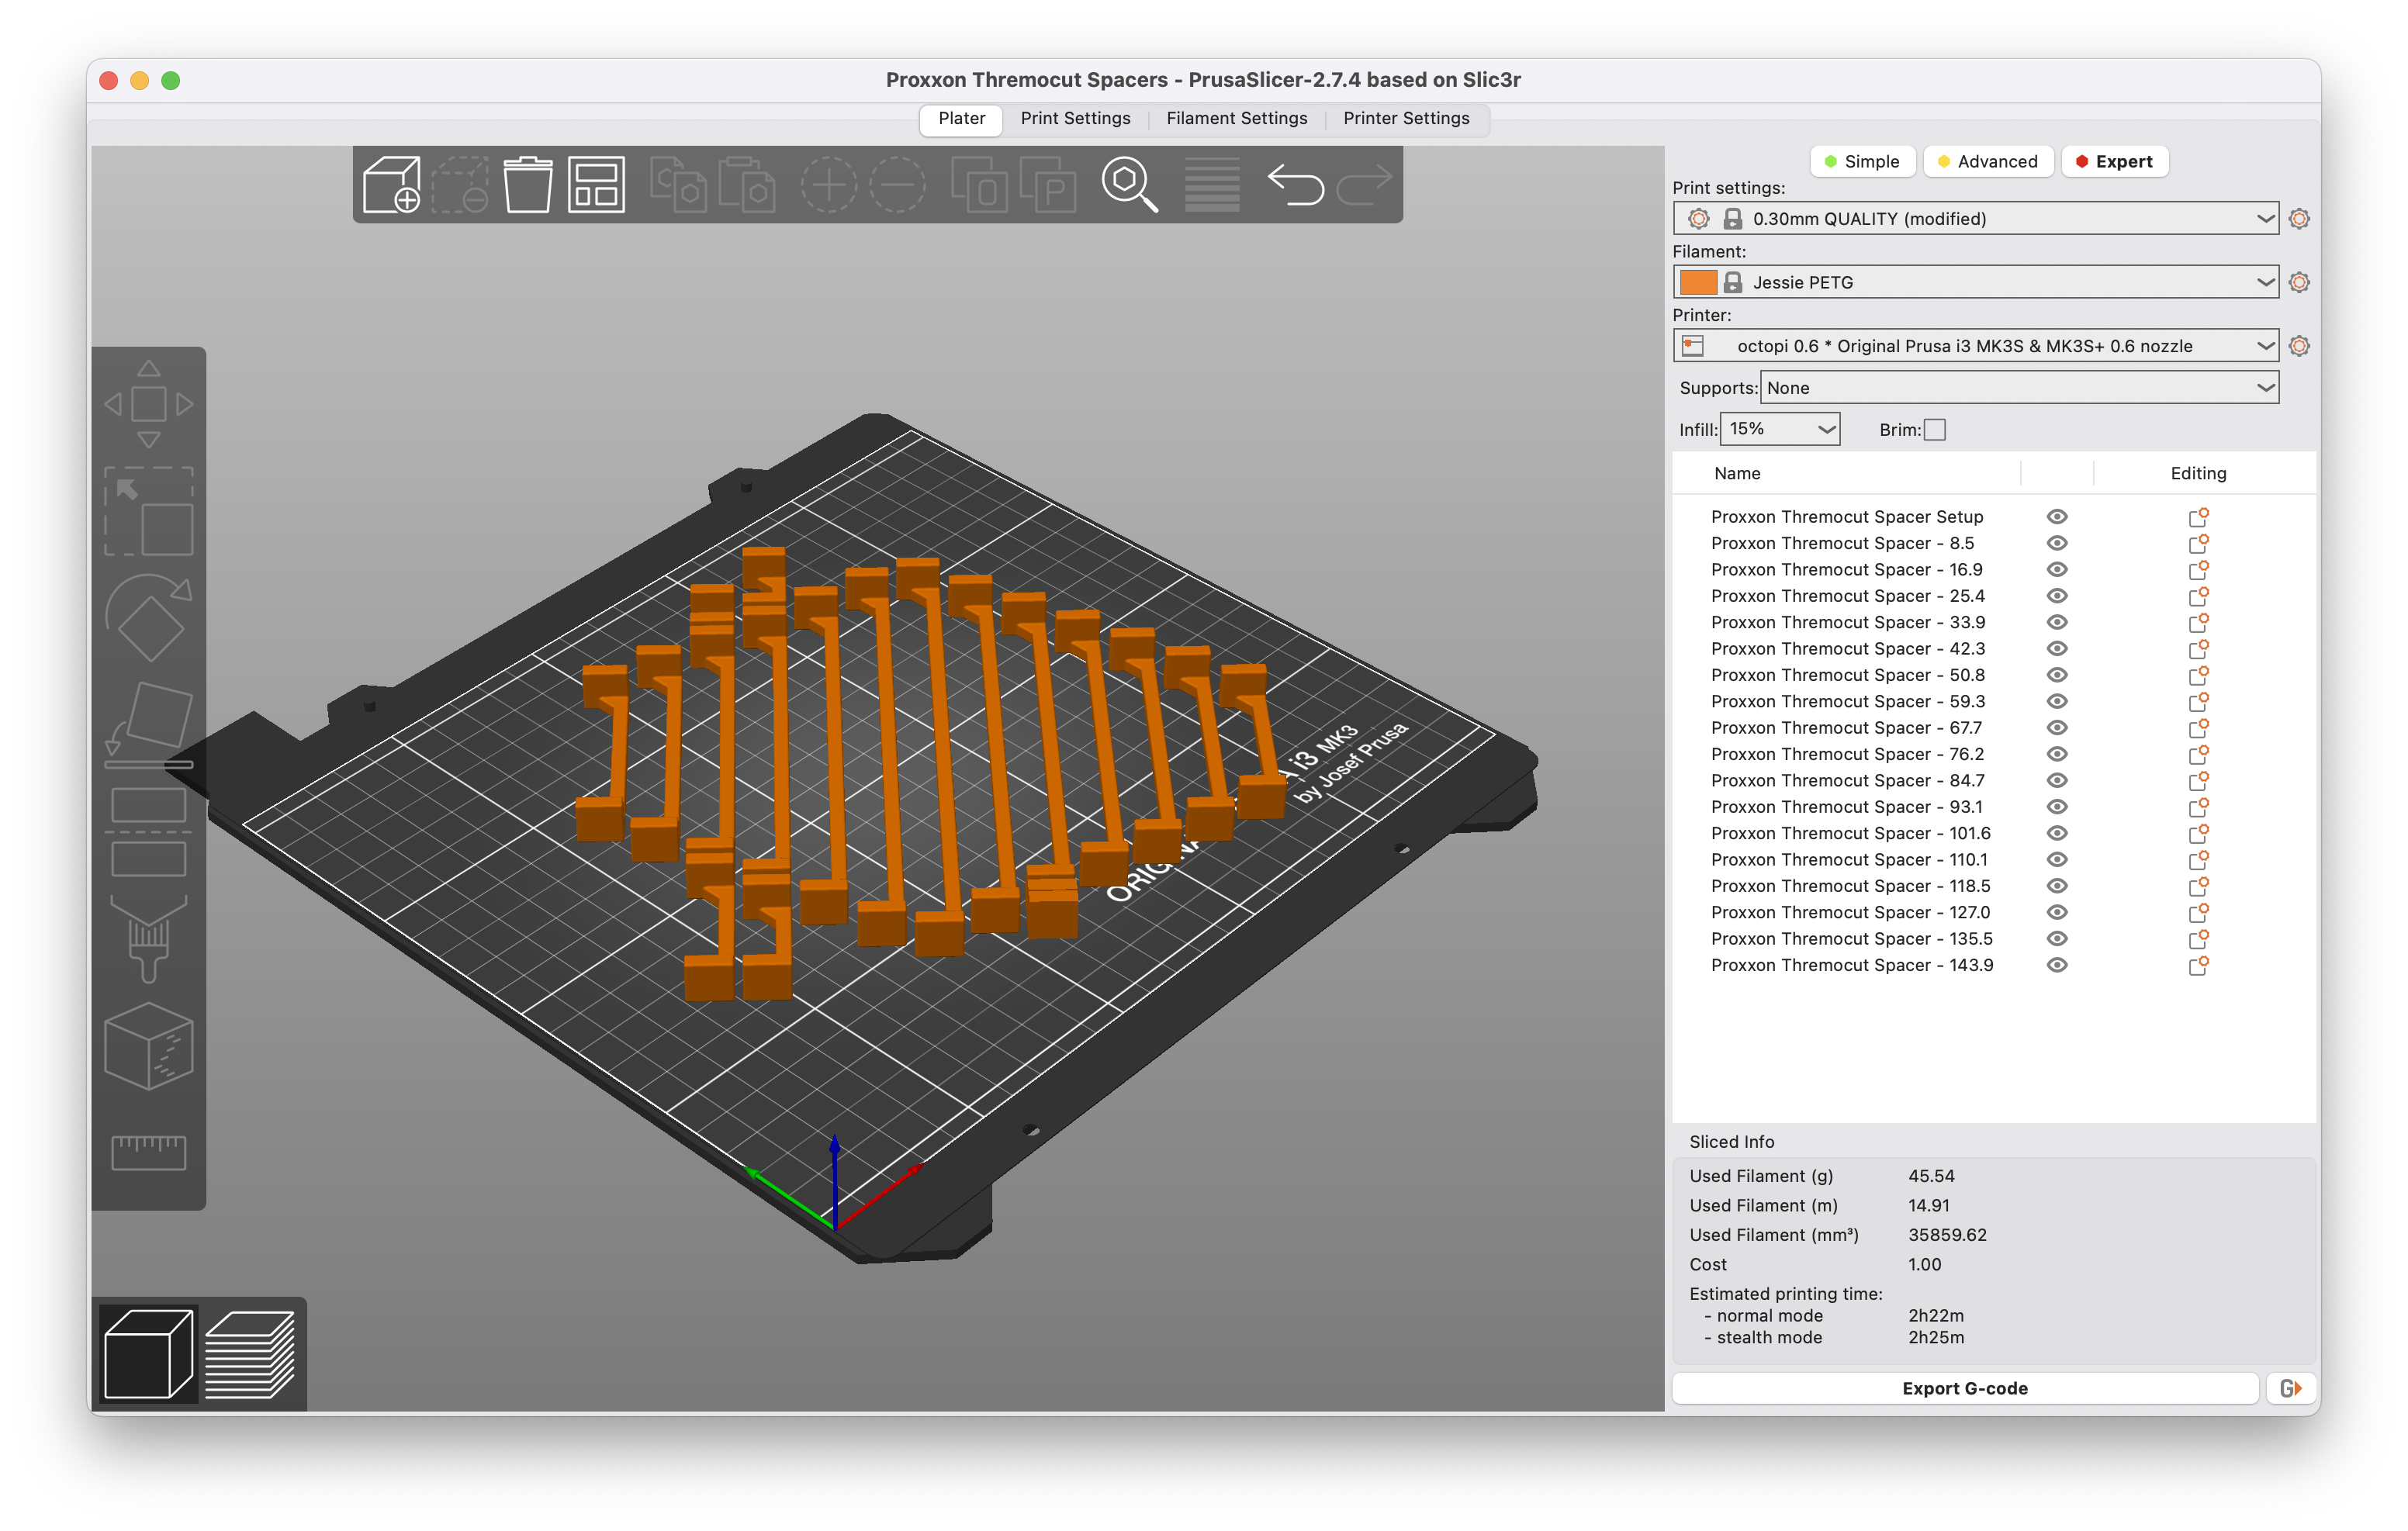 Proxxon Thremocut Spacers - PrusaSlicer-2.7.4 based on Slic3r
Plater Print Settings Filament Settings Printer Settings
Simple Advanced Expert
Print settings:
0.30mm QUALITY (modified)
Filament:
Jessie PETG
Printer:
octopi 0.6 * Original Prusa i3 MK3S & MK3S+ 0.6 nozzle
Supports: None
Infill: 15% Brim:
Name Editing
Proxxon Thremocut Spacer Setup
Proxxon Thremocut Spacer - 8.5
Proxxon Thremocut Spacer - 16.9
Proxxon Thremocut Spacer - 25.4
Proxxon Thremocut Spacer - 33.9
Proxxon Thremocut Spacer - 42.3
Proxxon Thremocut Spacer - 50.8
Proxxon Thremocut Spacer - 59.3
Proxxon Thremocut Spacer - 67.7
Proxxon Thremocut Spacer - 76.2
Proxxon Thremocut Spacer - 84.7
Proxxon Thremocut Spacer - 93.1
Proxxon Thremocut Spacer - 101.6
Proxxon Thremocut Spacer - 110.1
Proxxon Thremocut Spacer - 118.5
Proxxon Thremocut Spacer - 127.0
Proxxon Thremocut Spacer - 135.5
Proxxon Thremocut Spacer - 143.9
i3 MK3
by Josef Prusa
Sliced Info
Used Filament (g) 45.54
Used Filament (m) 14.91
Used Filament (mm³) 35859.62
Cost 1.00
Estimated printing time:
- normal mode 2h22m
- stealth mode 2h25m
Export G-code
G